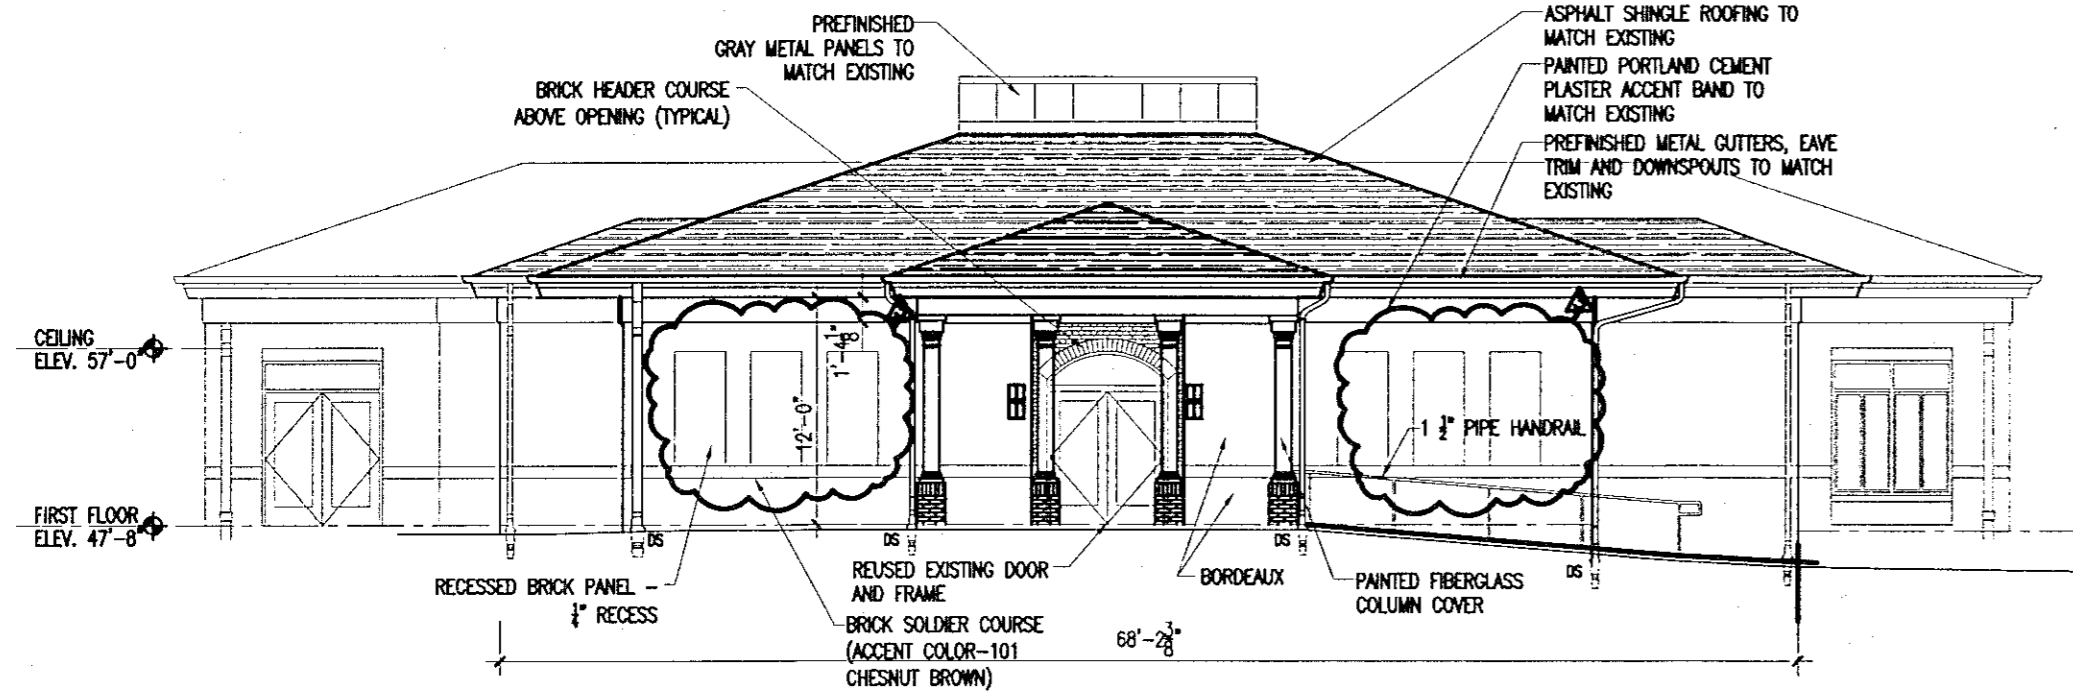 PREFINISHED
GRAY METAL PANELS TO
MATCH EXISTING
BRICK HEADER COURSE
ABOVE OPENING (TYPICAL)
ASPHALT SHINGLE ROOFING TO
MATCH EXISTING
PAINTED PORTLAND CEMENT
PLASTER ACCENT BAND TO
MATCH EXISTING
PREFINISHED METAL GUTTERS, EAVE
TRIM AND DOWNSPOUTS TO MATCH
EXISTING
CEILING
ELEV. 57'-0"
1'-4 1/8"
12'-0"
1 1/2" PIPE HANDRAIL
FIRST FLOOR
ELEV. 47'-8"
DS
DS
DS
DS
RECESSED BRICK PANEL -
1/4" RECESS
REUSED EXISTING DOOR
AND FRAME
BORDEAUX
PAINTED FIBERGLASS
COLUMN COVER
BRICK SOLDIER COURSE
(ACCENT COLOR-101
CHESNUT BROWN)
68'-2 3/8"